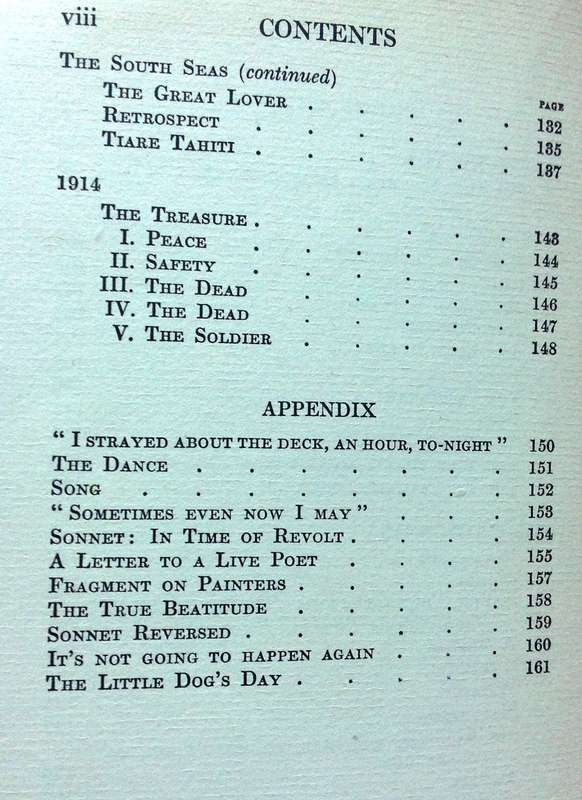 viii CONTENTS
THE SOUTH SEAS (continued)
PAGE
THE GREAT LOVER . . . . . 132
RETROSPECT . . . . . . 135
TIARE TAHITI . . . . . . 137
1914
THE TREASURE . . . . . . 143
I. PEACE . . . . . . 144
II. SAFETY . . . . . . 145
III. THE DEAD . . . . . 146
IV. THE DEAD . . . . . 147
V. THE SOLDIER . . . . . 148
APPENDIX
“ I STRAYED ABOUT THE DECK, AN HOUR, TO-NIGHT ” 150
THE DANCE . . . . . . . 151
SONG . . . . . . . . 152
“ SOMETIMES EVEN NOW I MAY ” . . . 153
SONNET: IN TIME OF REVOLT . . . . 154
A LETTER TO A LIVE POET . . . . 155
FRAGMENT ON PAINTERS . . . . . 157
THE TRUE BEATITUDE . . . . . 158
SONNET REVERSED . . . . . . 159
IT’S NOT GOING TO HAPPEN AGAIN . . . 160
THE LITTLE DOG’S DAY . . . . . 161